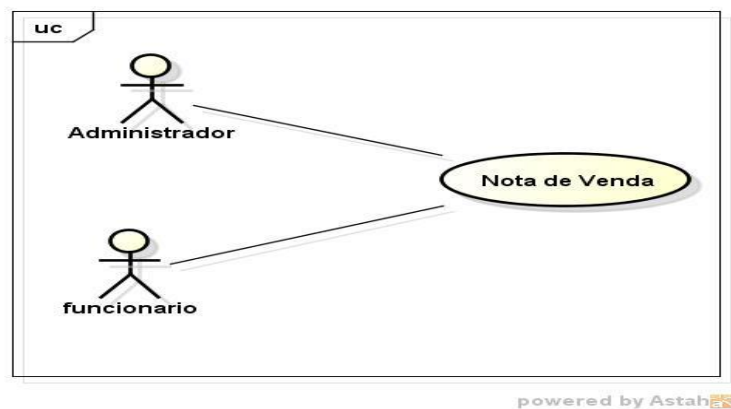 uc
Administrador
Nota de Venda
funcionario
powered by Astah